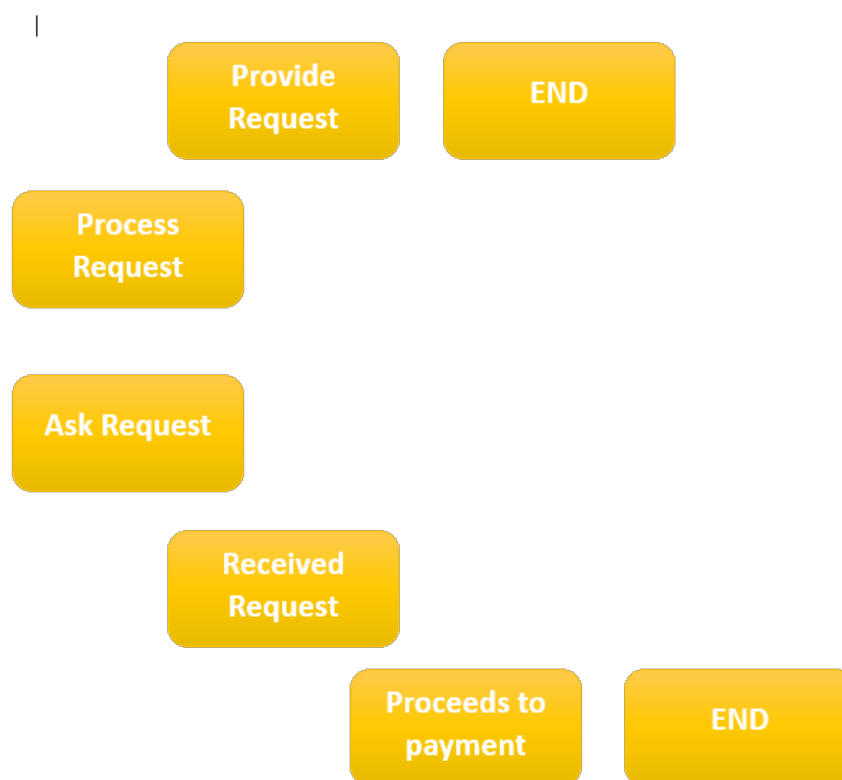 Provide
Request
END
Process
Request
Ask Request
Received
Request
Proceeds to
payment
END